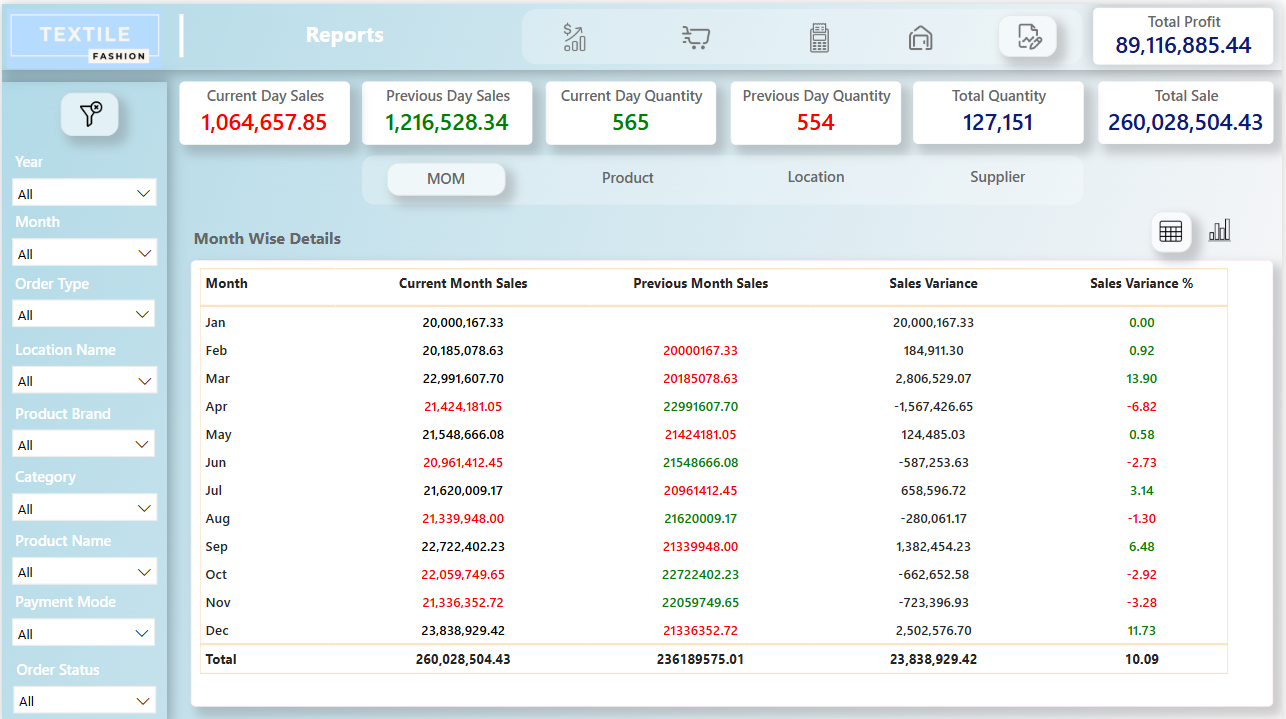 TEXTILE
FASHION
Reports
Total Profit
89,116,885.44
Current Day Sales
1,064,657.85
Previous Day Sales
1,216,528.34
Current Day Quantity
565
Previous Day Quantity
554
Total Quantity
127,151
Total Sale
260,028,504.43
Year
All
Month
All
Order Type
All
Location Name
All
Product Brand
All
Category
All
Product Name
All
Payment Mode
All
Order Status
All
MOM Product Location Supplier
Month Wise Details
Month Current Month Sales Previous Month Sales Sales Variance Sales Variance %
Jan 20,000,167.33 20,000,167.33 0.00
Feb 20,185,078.63 20000167.33 184,911.30 0.92
Mar 22,991,607.70 20185078.63 2,806,529.07 13.90
Apr 21,424,181.05 22991607.70 -1,567,426.65 -6.82
May 21,548,666.08 21424181.05 124,485.03 0.58
Jun 20,961,412.45 21548666.08 -587,253.63 -2.73
Jul 21,620,009.17 20961412.45 658,596.72 3.14
Aug 21,339,948.00 21620009.17 -280,061.17 -1.30
Sep 22,722,402.23 21339948.00 1,382,454.23 6.48
Oct 22,059,749.65 22722402.23 -662,652.58 -2.92
Nov 21,336,352.72 22059749.65 -723,396.93 -3.28
Dec 23,838,929.42 21336352.72 2,502,576.70 11.73
Total 260,028,504.43 236189575.01 23,838,929.42 10.09